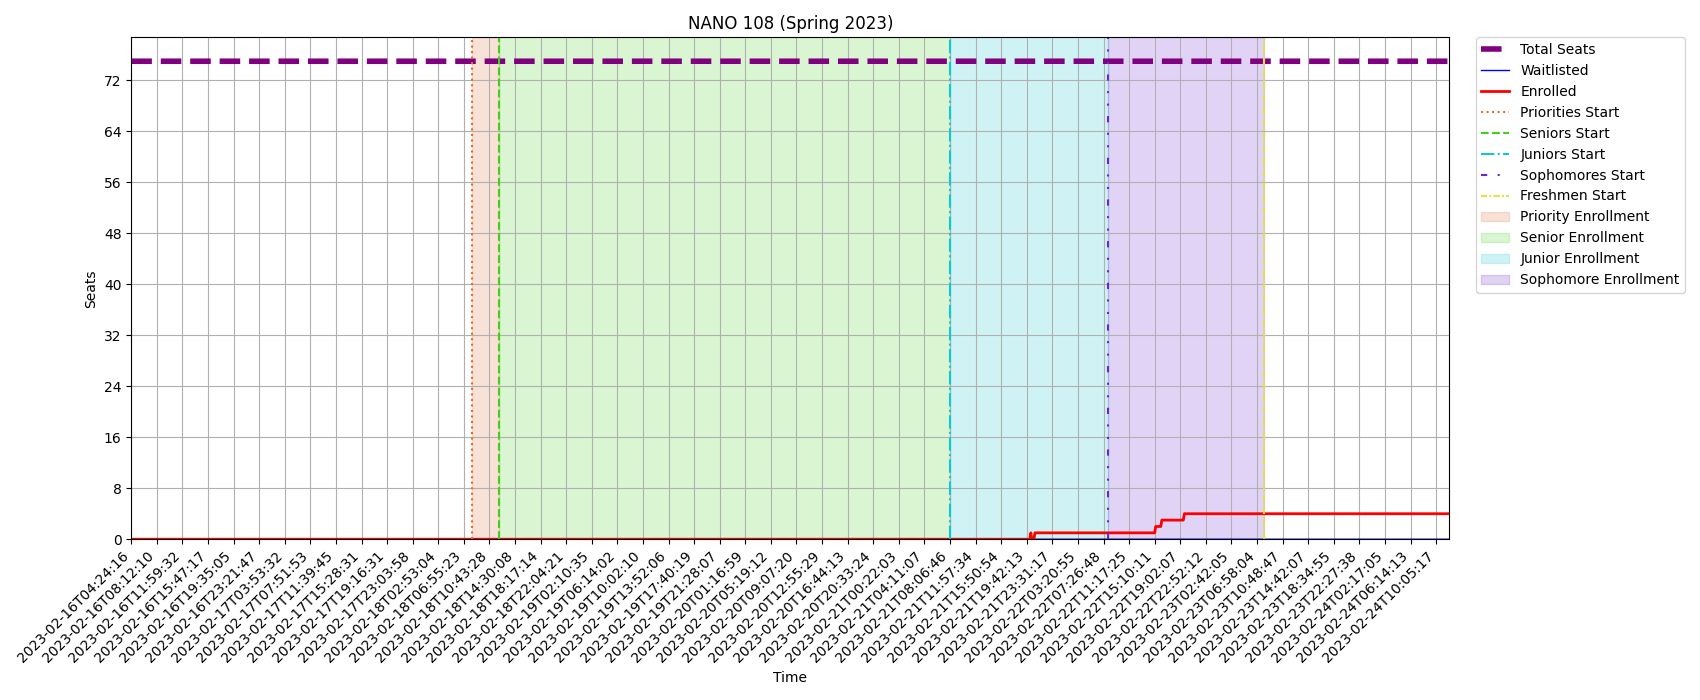 NANO 108 (Spring 2023)
Seats
72
64
56
48
40
32
24
16
8
0
2023-02-16T04:24:16
2023-02-16T08:12:10
2023-02-16T11:59:32
2023-02-16T15:47:17
2023-02-16T19:35:05
2023-02-16T23:21:47
2023-02-17T03:53:32
2023-02-17T07:51:53
2023-02-17T11:39:45
2023-02-17T15:28:31
2023-02-17T19:16:31
2023-02-17T23:03:58
2023-02-18T02:53:04
2023-02-18T06:55:23
2023-02-18T10:43:28
2023-02-18T14:30:08
2023-02-18T18:17:14
2023-02-18T22:04:21
2023-02-19T02:10:35
2023-02-19T06:14:02
2023-02-19T10:02:10
2023-02-19T13:52:06
2023-02-19T17:40:19
2023-02-19T21:28:07
2023-02-20T01:16:59
2023-02-20T05:19:12
2023-02-20T09:07:20
2023-02-20T12:55:29
2023-02-20T16:44:13
2023-02-20T20:33:24
2023-02-21T00:22:03
2023-02-21T04:11:07
2023-02-21T08:06:46
2023-02-21T11:57:34
2023-02-21T15:50:54
2023-02-21T19:42:13
2023-02-21T23:31:17
2023-02-22T03:20:55
2023-02-22T07:26:48
2023-02-22T11:17:25
2023-02-22T15:10:11
2023-02-22T19:02:07
2023-02-22T22:52:12
2023-02-23T02:42:05
2023-02-23T06:58:04
2023-02-23T10:48:47
2023-02-23T14:42:07
2023-02-23T18:34:55
2023-02-23T22:27:38
2023-02-24T02:17:05
2023-02-24T06:14:13
2023-02-24T10:05:17
Time
Total Seats
Waitlisted
Enrolled
Priorities Start
Seniors Start
Juniors Start
Sophomores Start
Freshmen Start
Priority Enrollment
Senior Enrollment
Junior Enrollment
Sophomore Enrollment